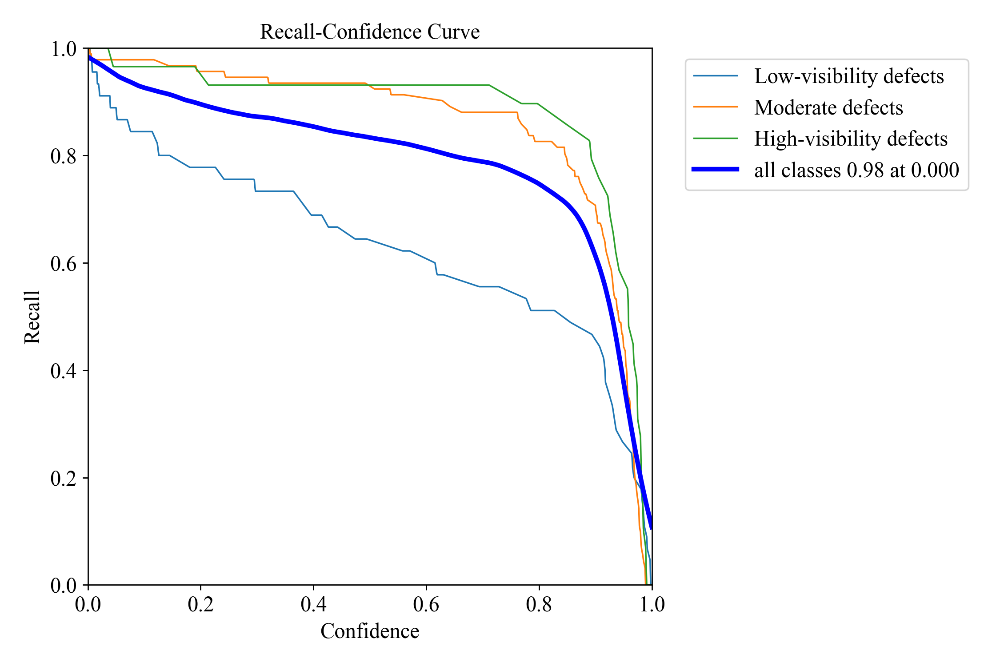 Recall-Confidence Curve
1.0
0.8
0.6
0.4
0.2
0.0
Recall
0.0 0.2 0.4 0.6 0.8 1.0
Confidence
Low-visibility defects
Moderate defects
High-visibility defects
all classes 0.98 at 0.000